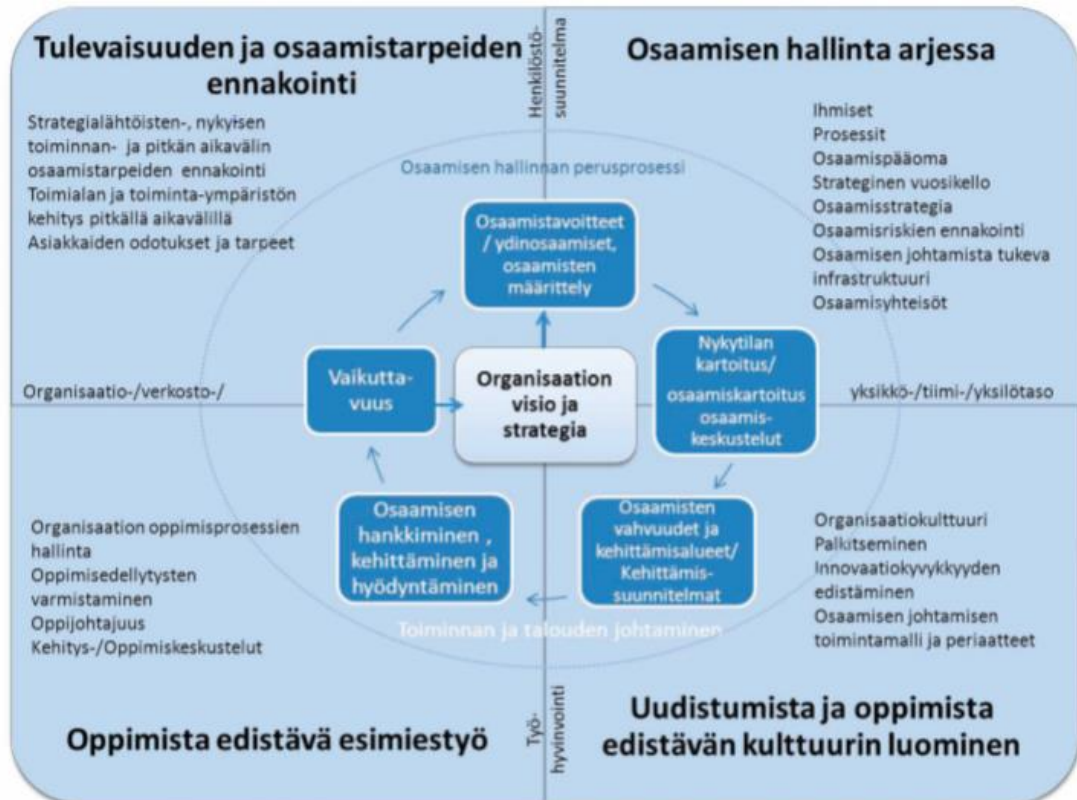 Tulevaisuuden ja osaamistarpeiden
ennakointi
Strategialähtöisten-, nykyisen
toiminnan- ja pitkän aikavälin
osaamistarpeiden ennakointi
Toimialan ja toiminta-ympäristön
kehitys pitkällä aikavälillä
Asiakkaiden odotukset ja tarpeet
Henkilöstö-
suunnitelma
Osaamisen hallinta arjessa
Ihmiset
Prosessit
Osaamispääoma
Strateginen vuosikello
Osaamisstrategia
Osaamisriskien ennakointi
Osaamisen johtamista tukeva
infrastruktuuri
Osaamisyhteisöt
Osaamisen hallinnan perusprosessi
Osaamistavoitteet
/ ydinosaamiset,
osaamisten
määrittely
Nykytilan
kartoitus/
osaamiskartoitus
osaamis-
keskustelut
Organisaatio-/verkosto-/
Vaikutta-
vuus
Organisaation
visio ja
strategia
yksikkö-/tiimi-/yksilötaso
Osaamisen
hankkiminen ,
kehittäminen ja
hyödyntäminen
Osaamisten
vahvuudet ja
kehittämisalueet/
Kehittämis-
suunnitelmat
Toiminnan ja talouden johtaminen
Organisaation oppimisprosessien
hallinta
Oppimisedellytysten
varmistaminen
Oppijohtajuus
Kehitys-/Oppimiskeskustelut
Oppimista edistävä esimiestyö
Työ-
hyvinvointi
Organisaatiokulttuuri
Palkitseminen
Innovaatiokyvykkyyden
edistäminen
Osaamisen johtamisen
toimintamalli ja periaatteet
Uudistumista ja oppimista
edistävän kulttuurin luominen